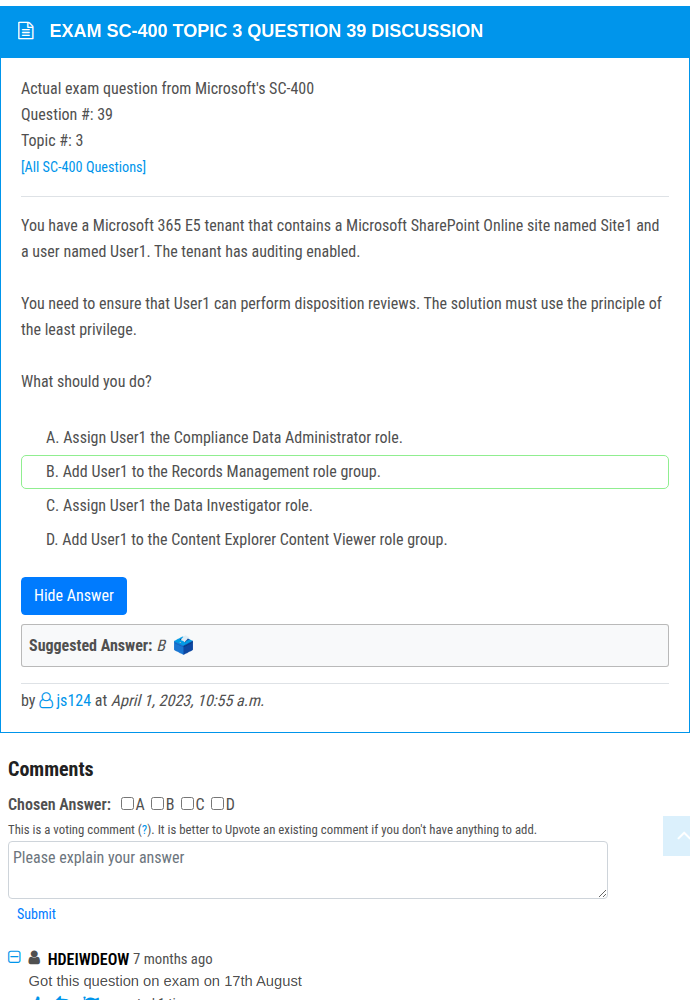 EXAM SC-400 TOPIC 3 QUESTION 39 DISCUSSION
Actual exam question from Microsoft's SC-400
Question #: 39
Topic #: 3
[All SC-400 Questions]
You have a Microsoft 365 E5 tenant that contains a Microsoft SharePoint Online site named Site1 and
a user named User1. The tenant has auditing enabled.
You need to ensure that User1 can perform disposition reviews. The solution must use the principle of
the least privilege.
What should you do?
A. Assign User1 the Compliance Data Administrator role.
B. Add User1 to the Records Management role group.
C. Assign User1 the Data Investigator role.
D. Add User1 to the Content Explorer Content Viewer role group.
Hide Answer
Suggested Answer: B
by js124 at April 1, 2023, 10:55 a.m.
Comments
Chosen Answer: A B C D
This is a voting comment (?). It is better to Upvote an existing comment if you don't have anything to add.
Please explain your answer
Submit
HDEIWDEOW 7 months ago
Got this question on exam on 17th August